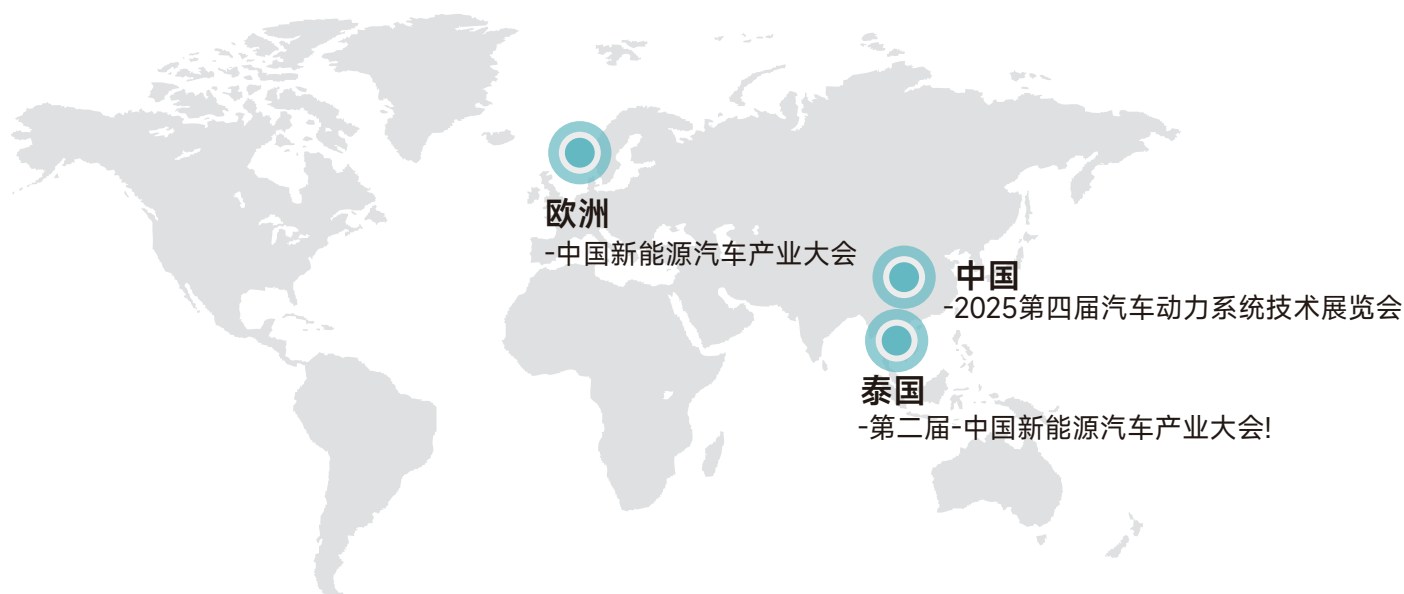 欧洲
-中国新能源汽车产业大会
中国
-2025第四届汽车动力系统技术展览会
泰国
-第二届-中国新能源汽车产业大会!